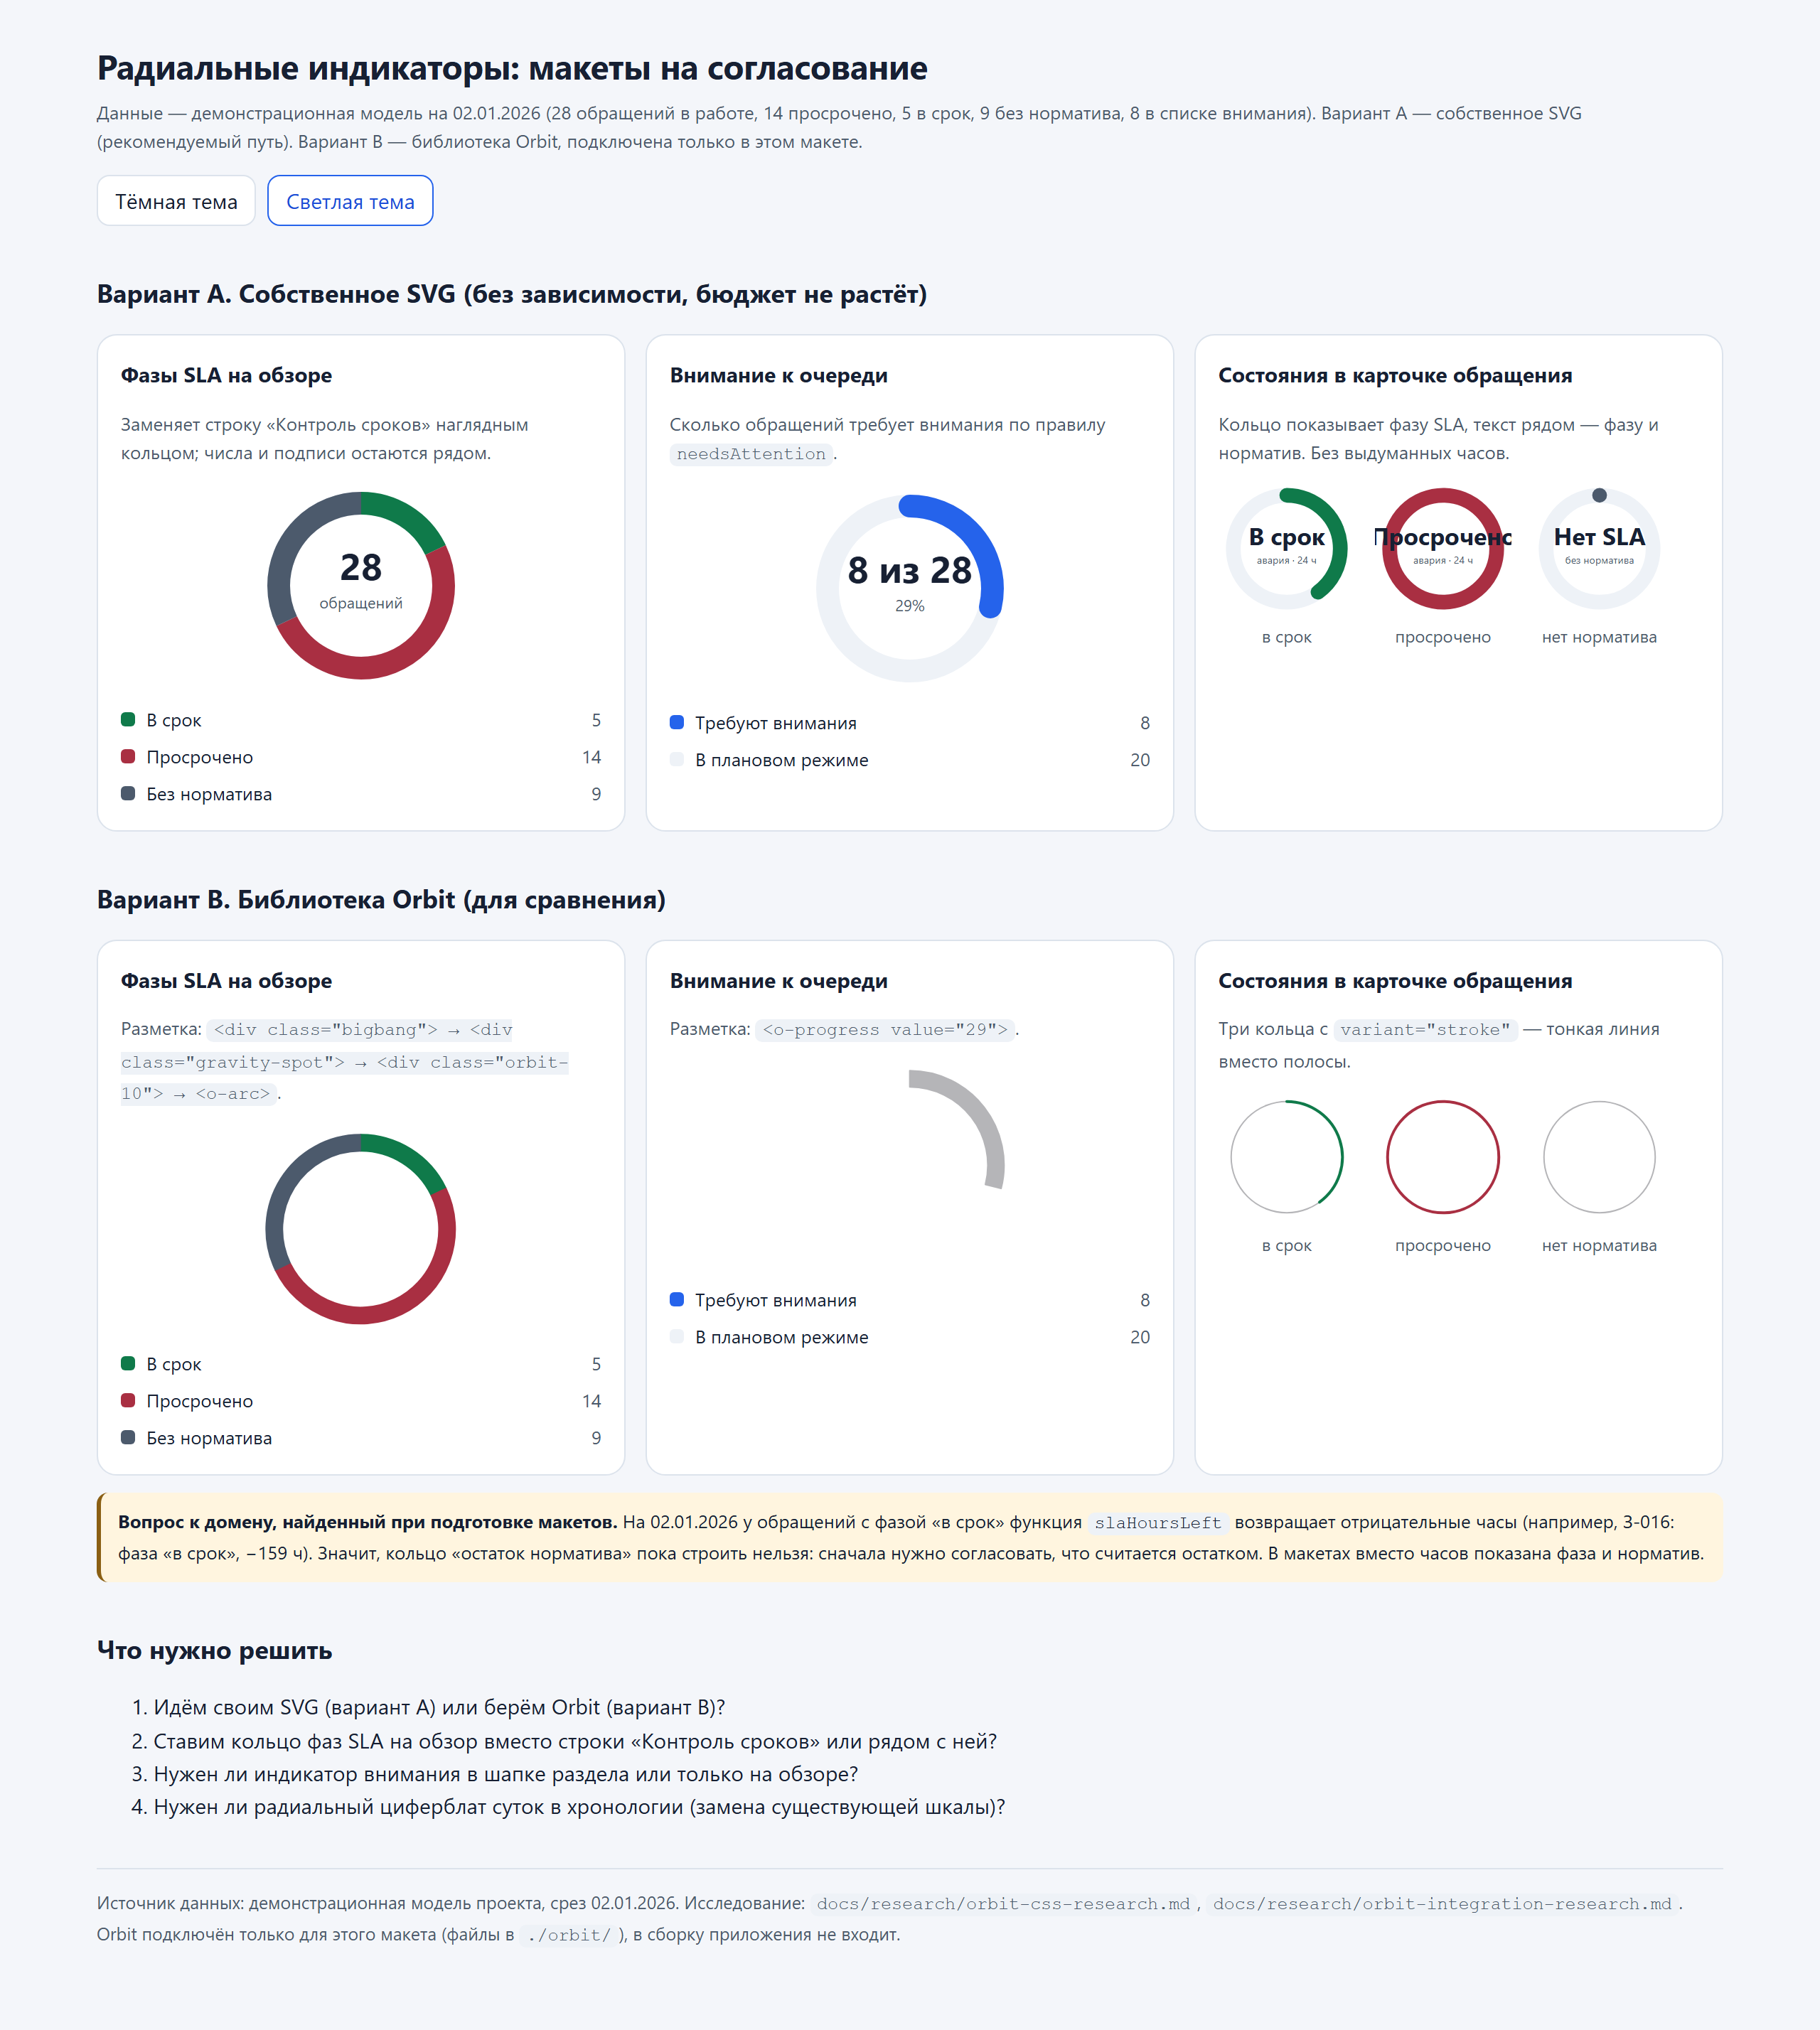 Радиальные индикаторы: макеты на согласование
Данные — демонстрационная модель на 02.01.2026 (28 обращений в работе, 14 просрочено, 5 в срок, 9 без норматива, 8 в списке внимания). Вариант A — собственное SVG
(рекомендуемый путь). Вариант B — библиотека Orbit, подключена только в этом макете.
Тёмная тема
Светлая тема
Вариант A. Собственное SVG (без зависимости, бюджет не растёт)
Фазы SLA на обзоре
Заменяет строку «Контроль сроков» наглядным
кольцом; числа и подписи остаются рядом.
28
обращений
В срок 5
Просрочено 14
Без норматива 9
Внимание к очереди
Сколько обращений требует внимания по правилу
needsAttention.
8 из 28
29%
Требуют внимания 8
В плановом режиме 20
Состояния в карточке обращения
Кольцо показывает фазу SLA, текст рядом — фазу и
норматив. Без выдуманных часов.
В срок
авария · 24 ч
в срок
Просрочено
авария · 24 ч
просрочено
Нет SLA
без норматива
нет норматива
Вариант B. Библиотека Orbit (для сравнения)
Фазы SLA на обзоре
Разметка: <div class="bigbang"> → <div
class="gravity-spot"> → <div class="orbit-
10"> → <o-arc>.
В срок 5
Просрочено 14
Без норматива 9
Внимание к очереди
Разметка: <o-progress value="29">.
Требуют внимания 8
В плановом режиме 20
Состояния в карточке обращения
Три кольца с variant="stroke" — тонкая линия
вместо полосы.
в срок
просрочено
нет норматива
Вопрос к домену, найденный при подготовке макетов. На 02.01.2026 у обращений с фазой «в срок» функция slaHoursLeft возвращает отрицательные часы (например, З-016:
фаза «в срок», −159 ч). Значит, кольцо «остаток норматива» пока строить нельзя: сначала нужно согласовать, что считается остатком. В макетах вместо часов показана фаза и норматив.
Что нужно решить
1. Идём своим SVG (вариант A) или берём Orbit (вариант B)?
2. Ставим кольцо фаз SLA на обзор вместо строки «Контроль сроков» или рядом с ней?
3. Нужен ли индикатор внимания в шапке раздела или только на обзоре?
4. Нужен ли радиальный циферблат суток в хронологии (замена существующей шкалы)?
Источник данных: демонстрационная модель проекта, срез 02.01.2026. Исследование: docs/research/orbit-css-research.md, docs/research/orbit-integration-research.md.
Orbit подключён только для этого макета (файлы в ./orbit/), в сборку приложения не входит.